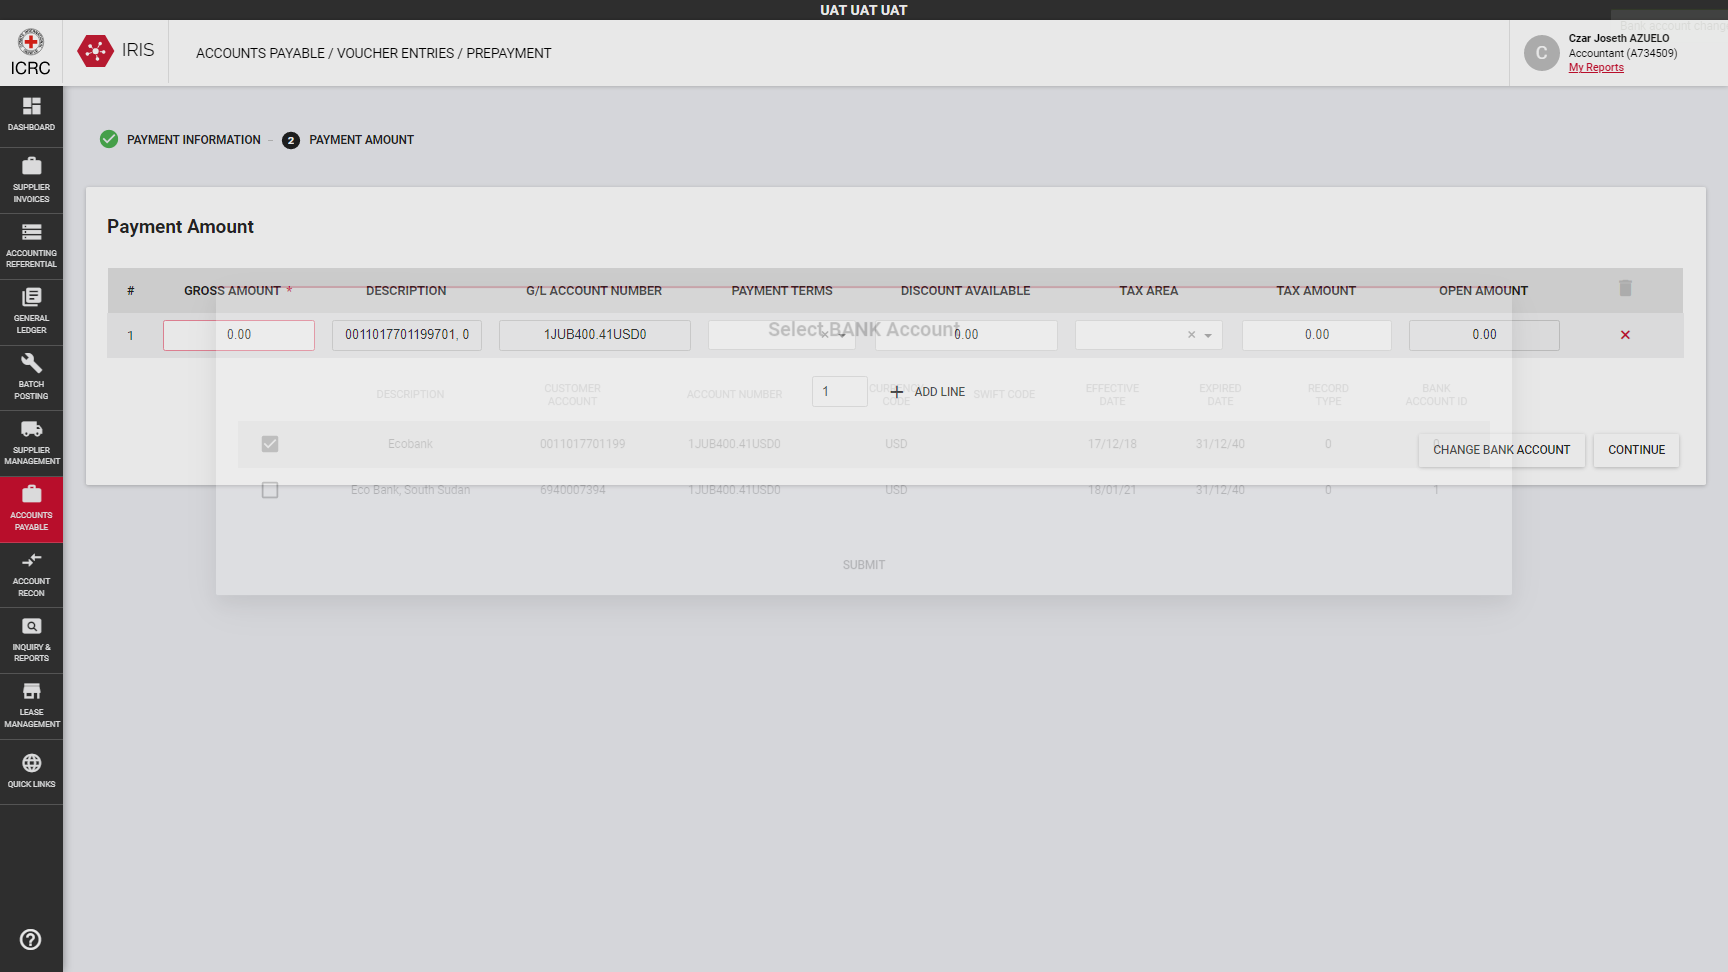 UAT UAT UAT
Bank account chang
ICRC
IRIS
ACCOUNTS PAYABLE / VOUCHER ENTRIES / PREPAYMENT
C
Czar Joseth AZUELO
Accountant (A734509)
My Reports
DASHBOARD
SUPPLIER
INVOICES
ACCOUNTING
REFERENTIAL
GENERAL
LEDGER
BATCH
POSTING
SUPPLIER
MANAGEMENT
ACCOUNTS
PAYABLE
ACCOUNT
RECON
INQUIRY &
REPORTS
LEASE
MANAGEMENT
QUICK LINKS
PAYMENT INFORMATION – 2 PAYMENT AMOUNT
Payment Amount
# GROSS AMOUNT * DESCRIPTION G/L ACCOUNT NUMBER PAYMENT TERMS DISCOUNT AVAILABLE TAX AREA TAX AMOUNT OPEN AMOUNT
1 0.00 0011017701199701, 0 1JUB400.41USD0 0.00 0.00 0.00
1 + ADD LINE
CHANGE BANK ACCOUNT CONTINUE
Select BANK Account
DESCRIPTION CUSTOMER ACCOUNT ACCOUNT NUMBER CURRENCY CODE SWIFT CODE EFFECTIVE DATE EXPIRED DATE RECORD TYPE BANK ACCOUNT ID
Ecobank 0011017701199 1JUB400.41USD0 USD 17/12/18 31/12/40 0 0
Eco Bank, South Sudan 6940007394 1JUB400.41USD0 USD 18/01/21 31/12/40 0 1
SUBMIT